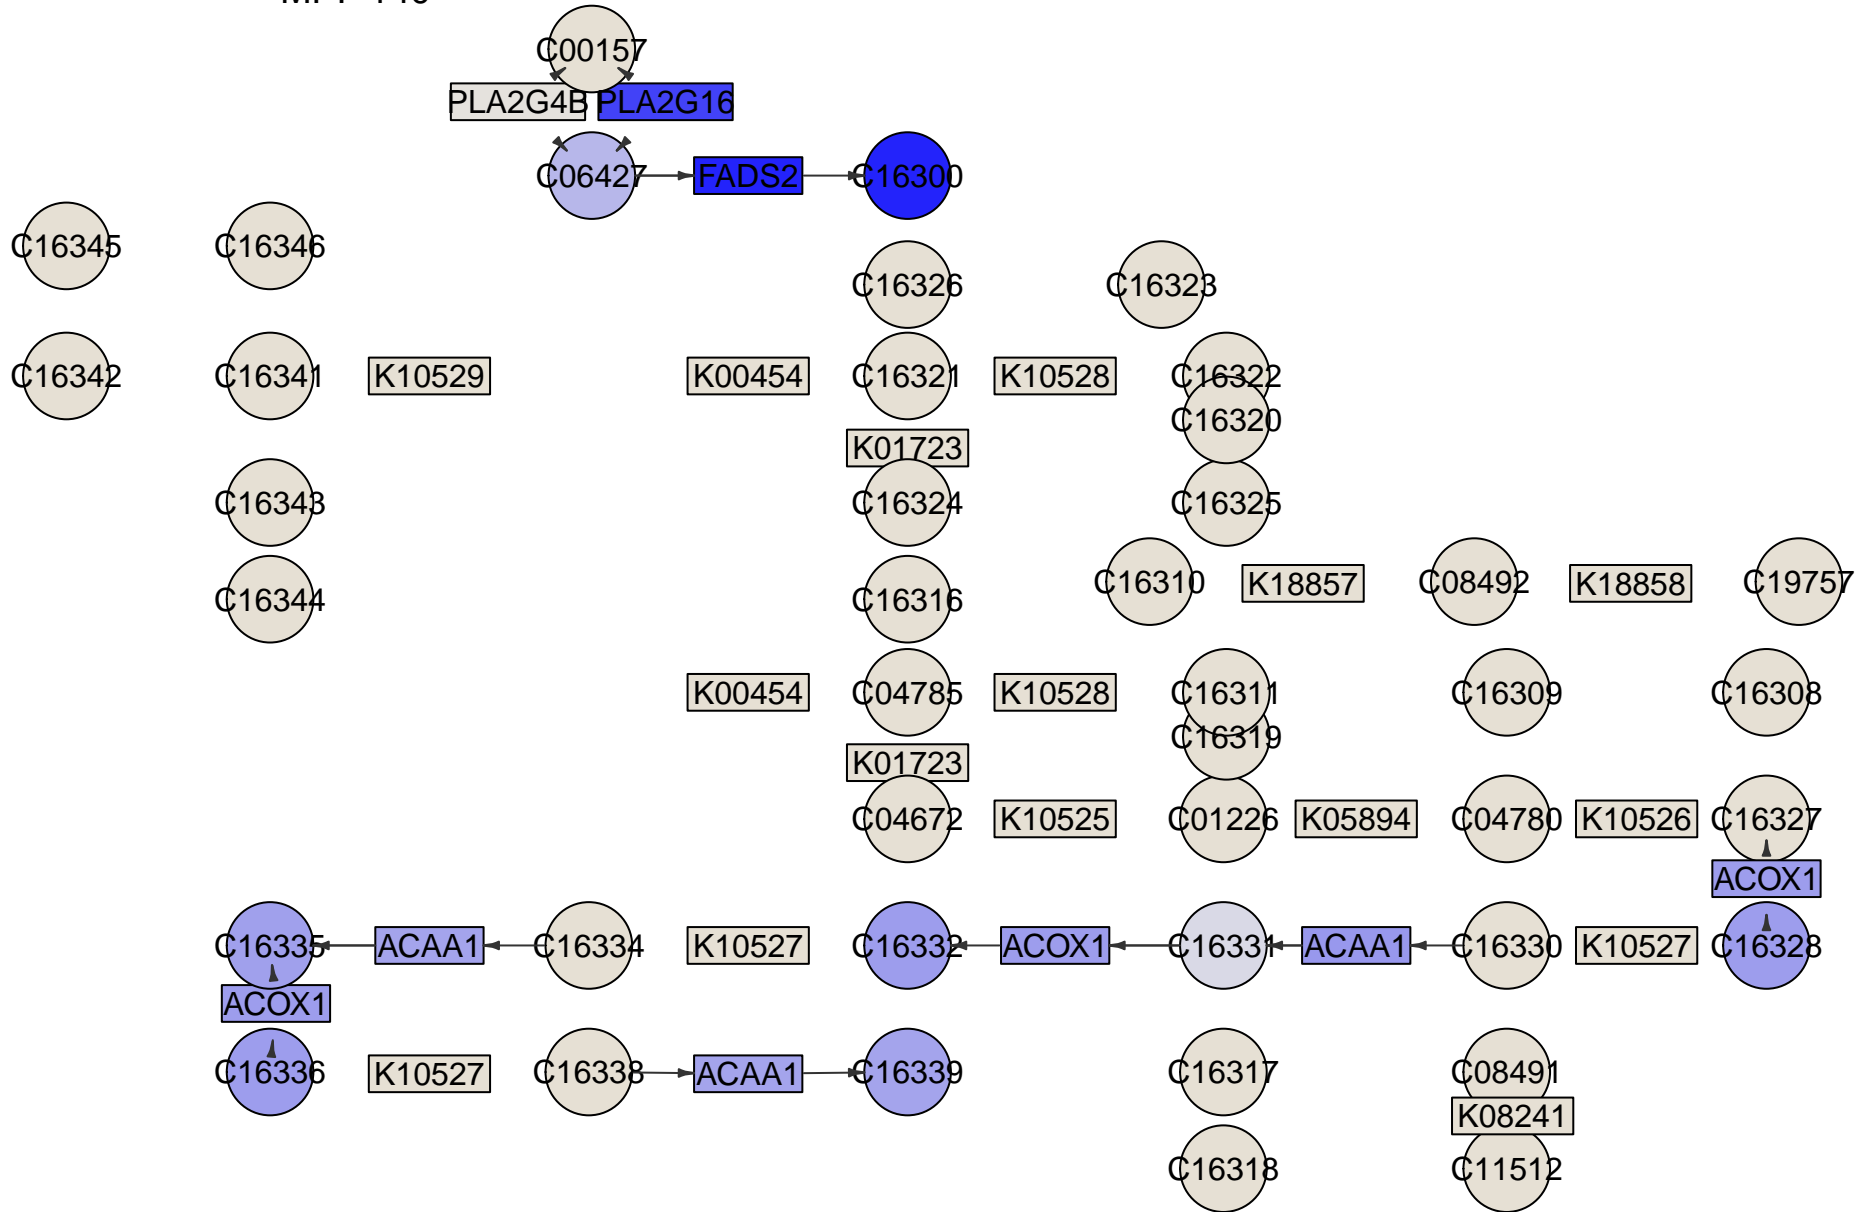 C00157
PLA2G4B PLA2G16
C06427 FADS2 C16300
C16345 C16346
C16326 C16323
C16342 C16341 K10529 K00454 C16321 K10528 C16322
C16320
K01723
C16343 C16324 C16325
C16310 K18857 C08492 K18858 C19757
C16344 C16316
K00454 C04785 K10528 C16311 C16309 C16308
C16319
K01723
C04672 K10525 C01226 K05894 C04780 K10526 C16327
ACOX1
C16335 ACAA1 C16334 K10527 C16332 ACOX1 C16331 ACAA1 C16330 K10527 C16328
ACOX1
C16336 K10527 C16338 ACAA1 C16339 C16317 C08491
K08241
C16318 C11512